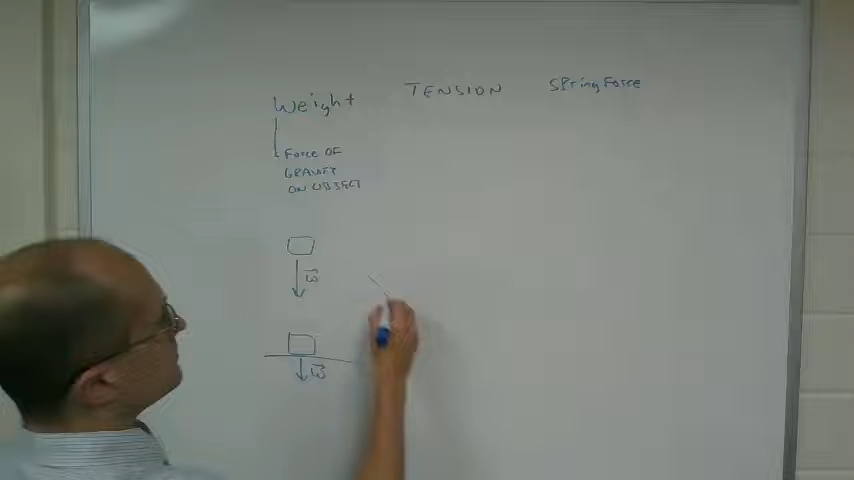 Weight
TENSION
Spring Force
Force OF
GRAVITY
ON OBJECT
w⃗
w⃗